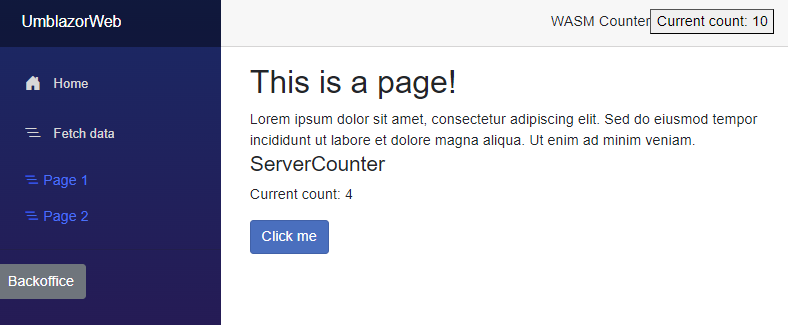 UmblazorWeb
WASM Counter Current count: 10
Home
Fetch data
Page 1
Page 2
Backoffice
This is a page!
Lorem ipsum dolor sit amet, consectetur adipiscing elit. Sed do eiusmod tempor
incididunt ut labore et dolore magna aliqua. Ut enim ad minim veniam.
ServerCounter
Current count: 4
Click me